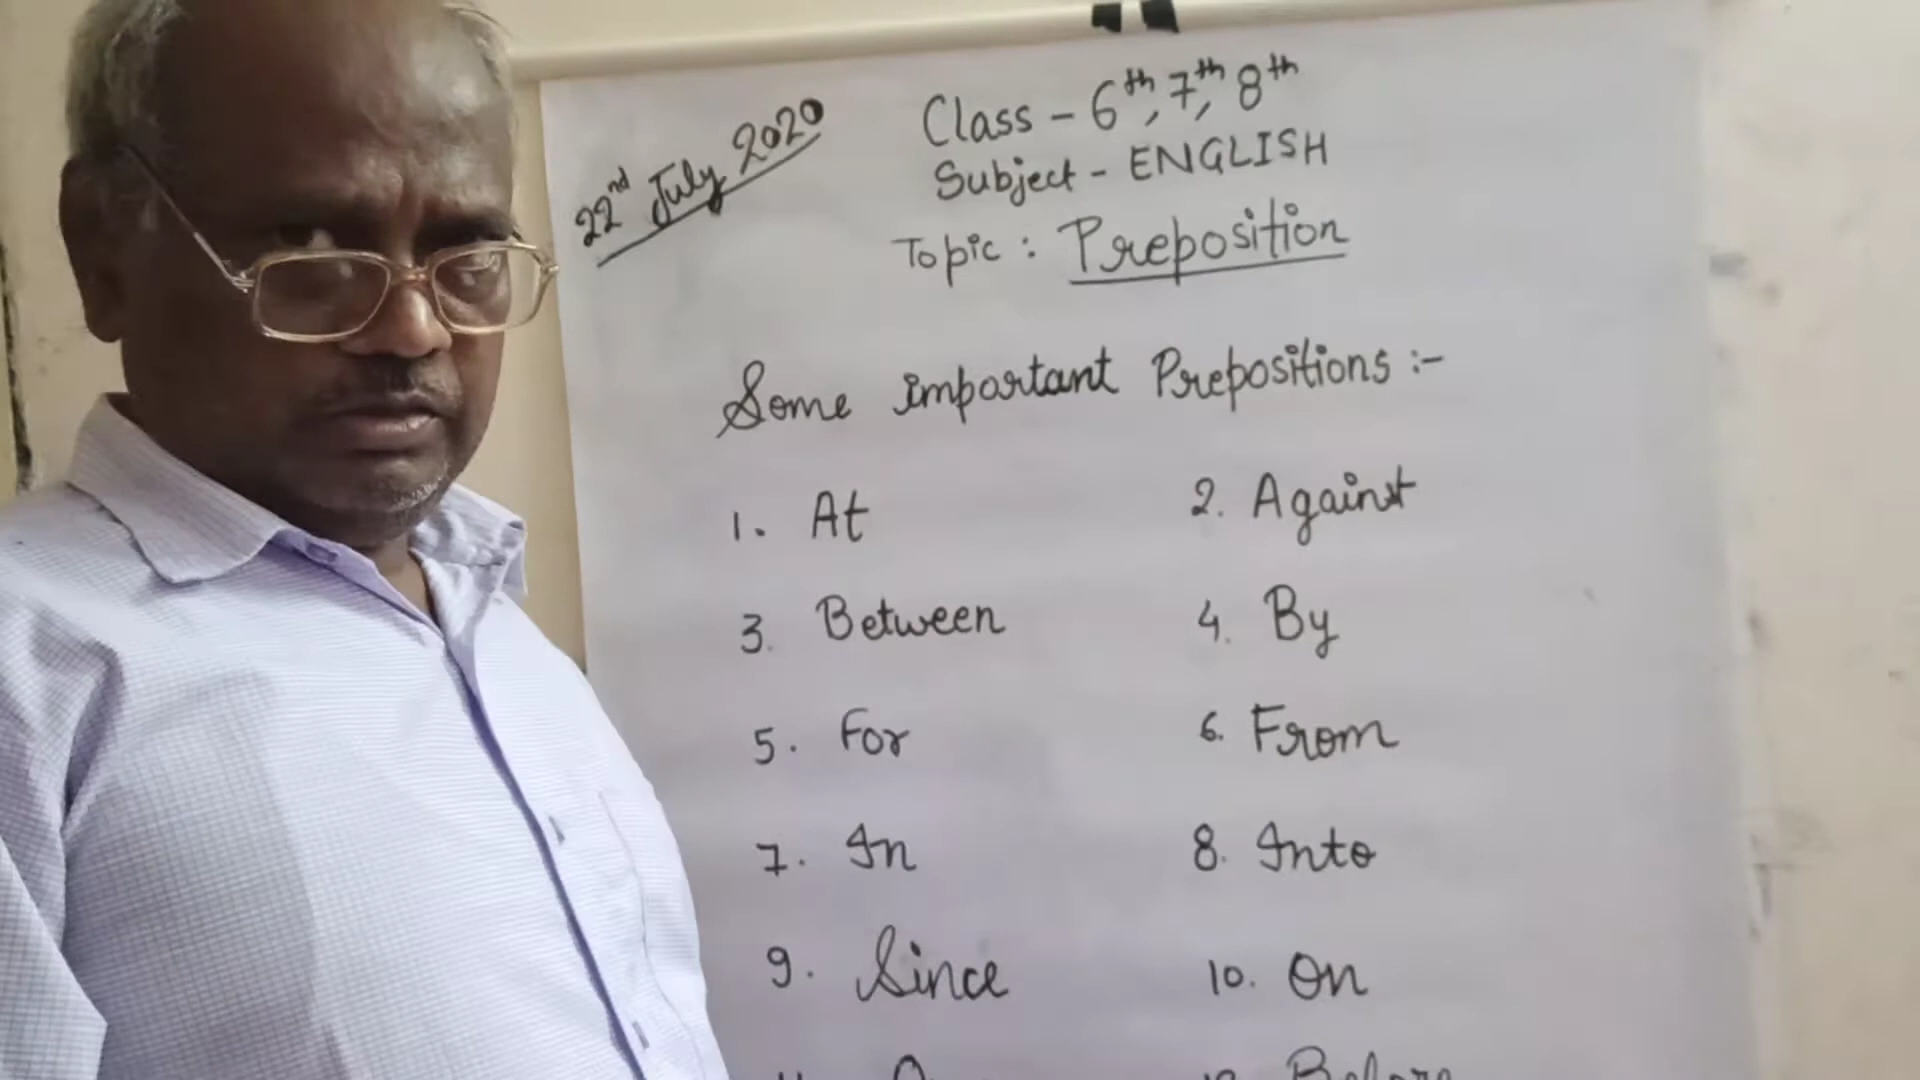 22nd July 2020
Class - 6th, 7th, 8th
Subject - ENGLISH
Topic : Preposition
Some important Prepositions :-
1. At 2. Against
3. Between 4. By
5. For 6. From
7. In 8. Into
9. Since 10. On
Before